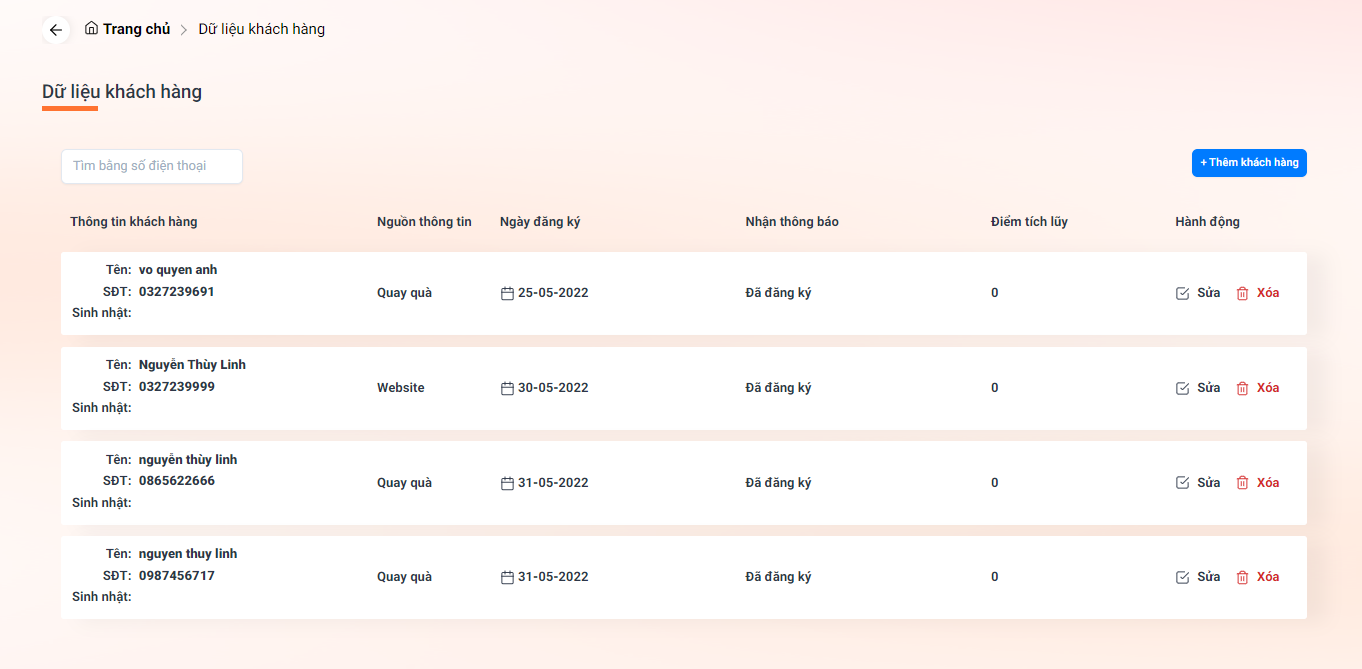 Trang chủ > Dữ liệu khách hàng
Dữ liệu khách hàng
Tìm bằng số điện thoại
+ Thêm khách hàng
Thông tin khách hàng Nguồn thông tin Ngày đăng ký Nhận thông báo Điểm tích lũy Hành động
Tên: vo quyen anh
SĐT: 0327239691
Quay quà 25-05-2022 Đã đăng ký 0 Sửa Xóa
Sinh nhật:
Tên: Nguyễn Thùy Linh
SĐT: 0327239999
Website 30-05-2022 Đã đăng ký 0 Sửa Xóa
Sinh nhật:
Tên: nguyễn thùy linh
SĐT: 0865622666
Quay quà 31-05-2022 Đã đăng ký 0 Sửa Xóa
Sinh nhật:
Tên: nguyen thuy linh
SĐT: 0987456717
Quay quà 31-05-2022 Đã đăng ký 0 Sửa Xóa
Sinh nhật: